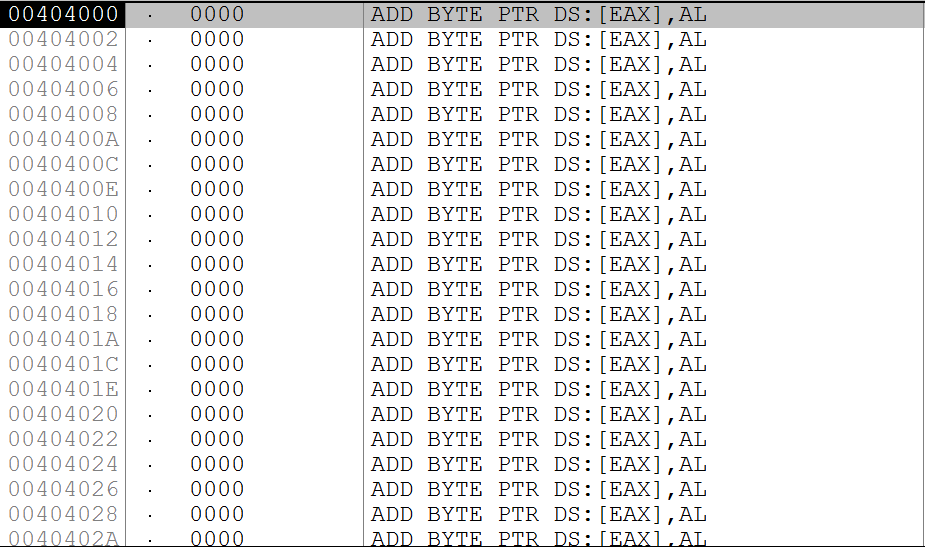 00404000 . 0000 ADD BYTE PTR DS:[EAX],AL
00404002 . 0000 ADD BYTE PTR DS:[EAX],AL
00404004 . 0000 ADD BYTE PTR DS:[EAX],AL
00404006 . 0000 ADD BYTE PTR DS:[EAX],AL
00404008 . 0000 ADD BYTE PTR DS:[EAX],AL
0040400A . 0000 ADD BYTE PTR DS:[EAX],AL
0040400C . 0000 ADD BYTE PTR DS:[EAX],AL
0040400E . 0000 ADD BYTE PTR DS:[EAX],AL
00404010 . 0000 ADD BYTE PTR DS:[EAX],AL
00404012 . 0000 ADD BYTE PTR DS:[EAX],AL
00404014 . 0000 ADD BYTE PTR DS:[EAX],AL
00404016 . 0000 ADD BYTE PTR DS:[EAX],AL
00404018 . 0000 ADD BYTE PTR DS:[EAX],AL
0040401A . 0000 ADD BYTE PTR DS:[EAX],AL
0040401C . 0000 ADD BYTE PTR DS:[EAX],AL
0040401E . 0000 ADD BYTE PTR DS:[EAX],AL
00404020 . 0000 ADD BYTE PTR DS:[EAX],AL
00404022 . 0000 ADD BYTE PTR DS:[EAX],AL
00404024 . 0000 ADD BYTE PTR DS:[EAX],AL
00404026 . 0000 ADD BYTE PTR DS:[EAX],AL
00404028 . 0000 ADD BYTE PTR DS:[EAX],AL
0040402A . 0000 ADD BYTE PTR DS:[EAX],AL